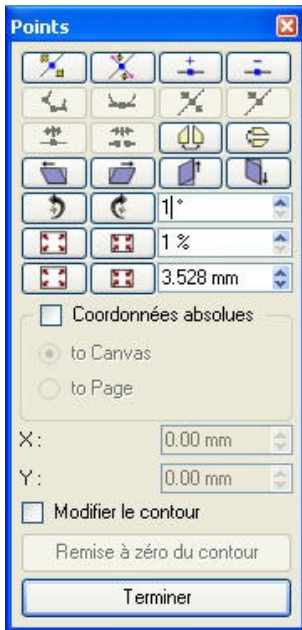 Points
1 °
1 %
3.528 mm
Coordonnées absolues
to Canvas
to Page
X : 0.00 mm
Y : 0.00 mm
Modifier le contour
Remise à zéro du contour
Terminer